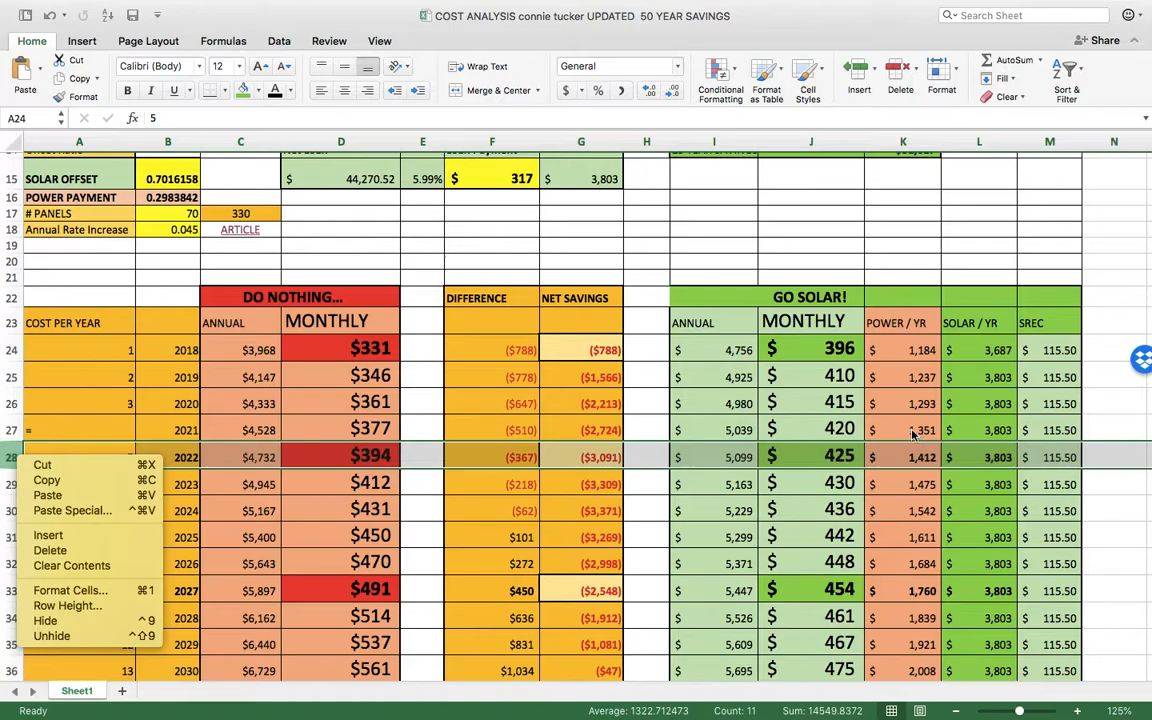 COST ANALYSIS connie tucker UPDATED  50 YEAR SAVINGS
Search Sheet
Home Insert Page Layout Formulas Data Review View
Share
Paste
Cut
Copy
Format
Calibri (Body) 12
Wrap Text
Merge & Center
General
Conditional Formatting
Format as Table
Cell Styles
Insert
Delete
Format
AutoSum
Fill
Clear
Sort & Filter
A24 fx 5
A B C D E F G H I J K L M N
15 SOLAR OFFSET 0.7016158 $ 44,270.52 5.99% $ 317 $ 3,803
16 POWER PAYMENT 0.2983842
17 # PANELS 70 330
18 Annual Rate Increase 0.045 ARTICLE
19
20
21
22 DO NOTHING... DIFFERENCE NET SAVINGS GO SOLAR!
23 COST PER YEAR ANNUAL MONTHLY ANNUAL MONTHLY POWER / YR SOLAR / YR SREC
24 1 2018 $3,968 $331 ($788) ($788) $ 4,756 $ 396 $ 1,184 $ 3,687 $ 115.50
25 2 2019 $4,147 $346 ($778) ($1,566) $ 4,925 $ 410 $ 1,237 $ 3,803 $ 115.50
26 3 2020 $4,333 $361 ($647) ($2,213) $ 4,980 $ 415 $ 1,293 $ 3,803 $ 115.50
27 = 2021 $4,528 $377 ($510) ($2,724) $ 5,039 $ 420 $ 1,351 $ 3,803 $ 115.50
28 2022 $4,732 $394 ($367) ($3,091) $ 5,099 $ 425 $ 1,412 $ 3,803 $ 115.50
29 2023 $4,945 $412 ($218) ($3,309) $ 5,163 $ 430 $ 1,475 $ 3,803 $ 115.50
30 2024 $5,167 $431 ($62) ($3,371) $ 5,229 $ 436 $ 1,542 $ 3,803 $ 115.50
31 2025 $5,400 $450 $101 ($3,269) $ 5,299 $ 442 $ 1,611 $ 3,803 $ 115.50
32 2026 $5,643 $470 $272 ($2,998) $ 5,371 $ 448 $ 1,684 $ 3,803 $ 115.50
33 2027 $5,897 $491 $450 ($2,548) $ 5,447 $ 454 $ 1,760 $ 3,803 $ 115.50
34 2028 $6,162 $514 $636 ($1,912) $ 5,526 $ 461 $ 1,839 $ 3,803 $ 115.50
35 2029 $6,440 $537 $831 ($1,081) $ 5,609 $ 467 $ 1,921 $ 3,803 $ 115.50
36 13 2030 $6,729 $561 $1,034 ($47) $ 5,695 $ 475 $ 2,008 $ 3,803 $ 115.50
Cut ⌘X
Copy ⌘C
Paste ⌘V
Paste Special... ^⌘V
Insert
Delete
Clear Contents
Format Cells... ⌘1
Row Height...
Hide ^9
Unhide ^⇧9
Sheet1
Ready Average: 1322.712473 Count: 11 Sum: 14549.8372 125%